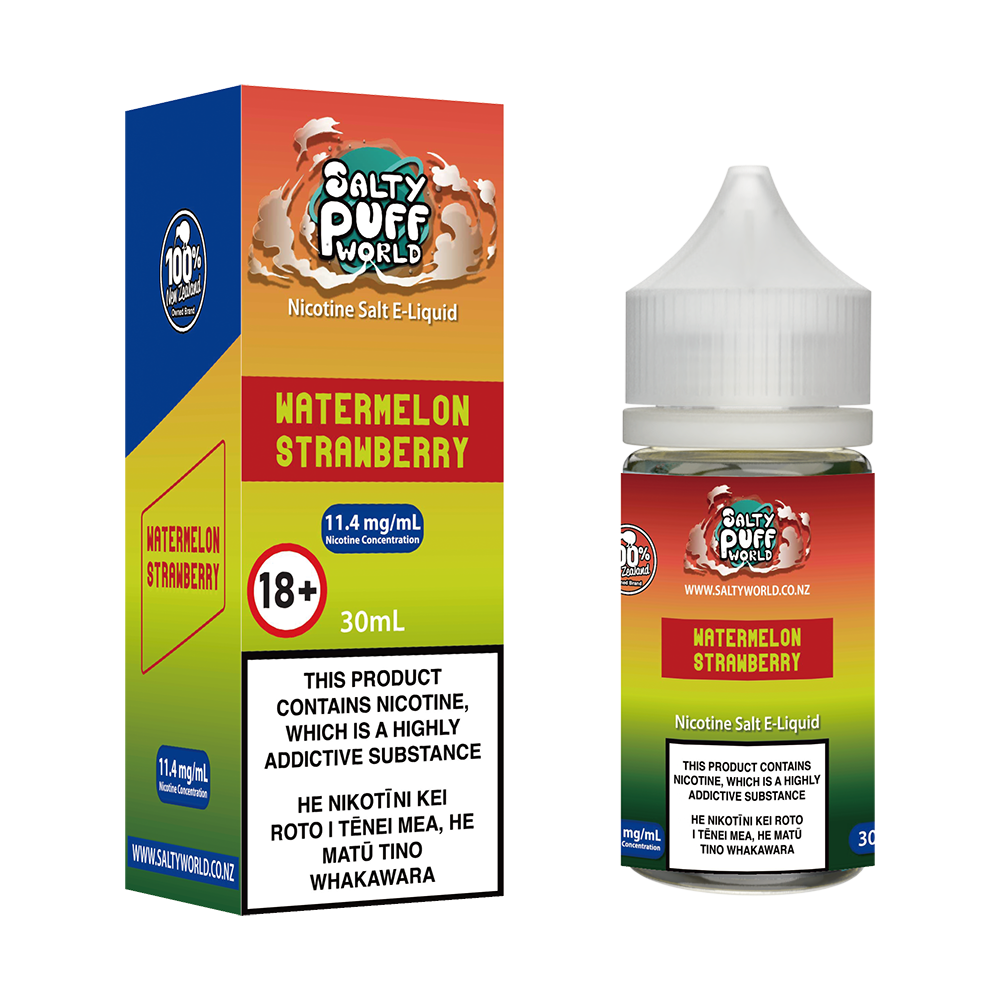 100%
New Zealand
Owned Brand
WATERMELON
STRAWBERRY
11.4 mg/mL
Nicotine Concentration
WWW.SALTYWORLD.CO.NZ
SALTY
PUFF
WORLD
Nicotine Salt E-Liquid
WATERMELON
STRAWBERRY
11.4 mg/mL
Nicotine Concentration
18+
30mL
THIS PRODUCT
CONTAINS NICOTINE,
WHICH IS A HIGHLY
ADDICTIVE SUBSTANCE
HE NIKOTĪNI KEI
ROTO I TĒNEI MEA, HE
MATŪ TINO
WHAKAWARA
00%
Zealand
Owned Brand
SALTY
PUFF
WORLD
WWW.SALTYWORLD.CO.NZ
WATERMELON
STRAWBERRY
Nicotine Salt E-Liquid
THIS PRODUCT CONTAINS
NICOTINE, WHICH IS A HIGHLY
ADDICTIVE SUBSTANCE
HE NIKOTĪNI KEI ROTO
I TĒNEI MEA, HE MATŪ
TINO WHAKAWARA
mg/mL
Concentration
30